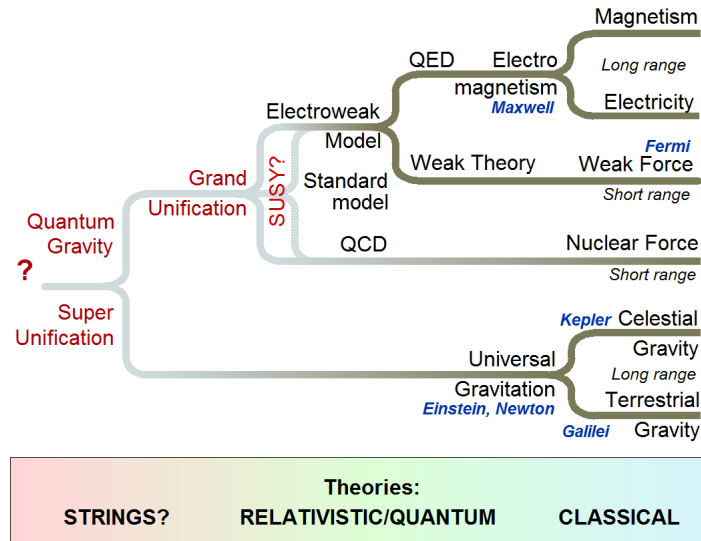 Magnetism
QED
Electro
Long range
magnetism
Maxwell
Electricity
Electroweak
Model
Fermi
Weak Theory
Weak Force
Short range
Grand
Unification
SUSY?
Standard
model
Quantum
Gravity
QCD
Nuclear Force
Short range
?
Super
Unification
Kepler
Celestial
Gravity
Universal
Gravitation
Einstein, Newton
Long range
Terrestrial
Galilei
Gravity
Theories:
STRINGS?
RELATIVISTIC/QUANTUM
CLASSICAL